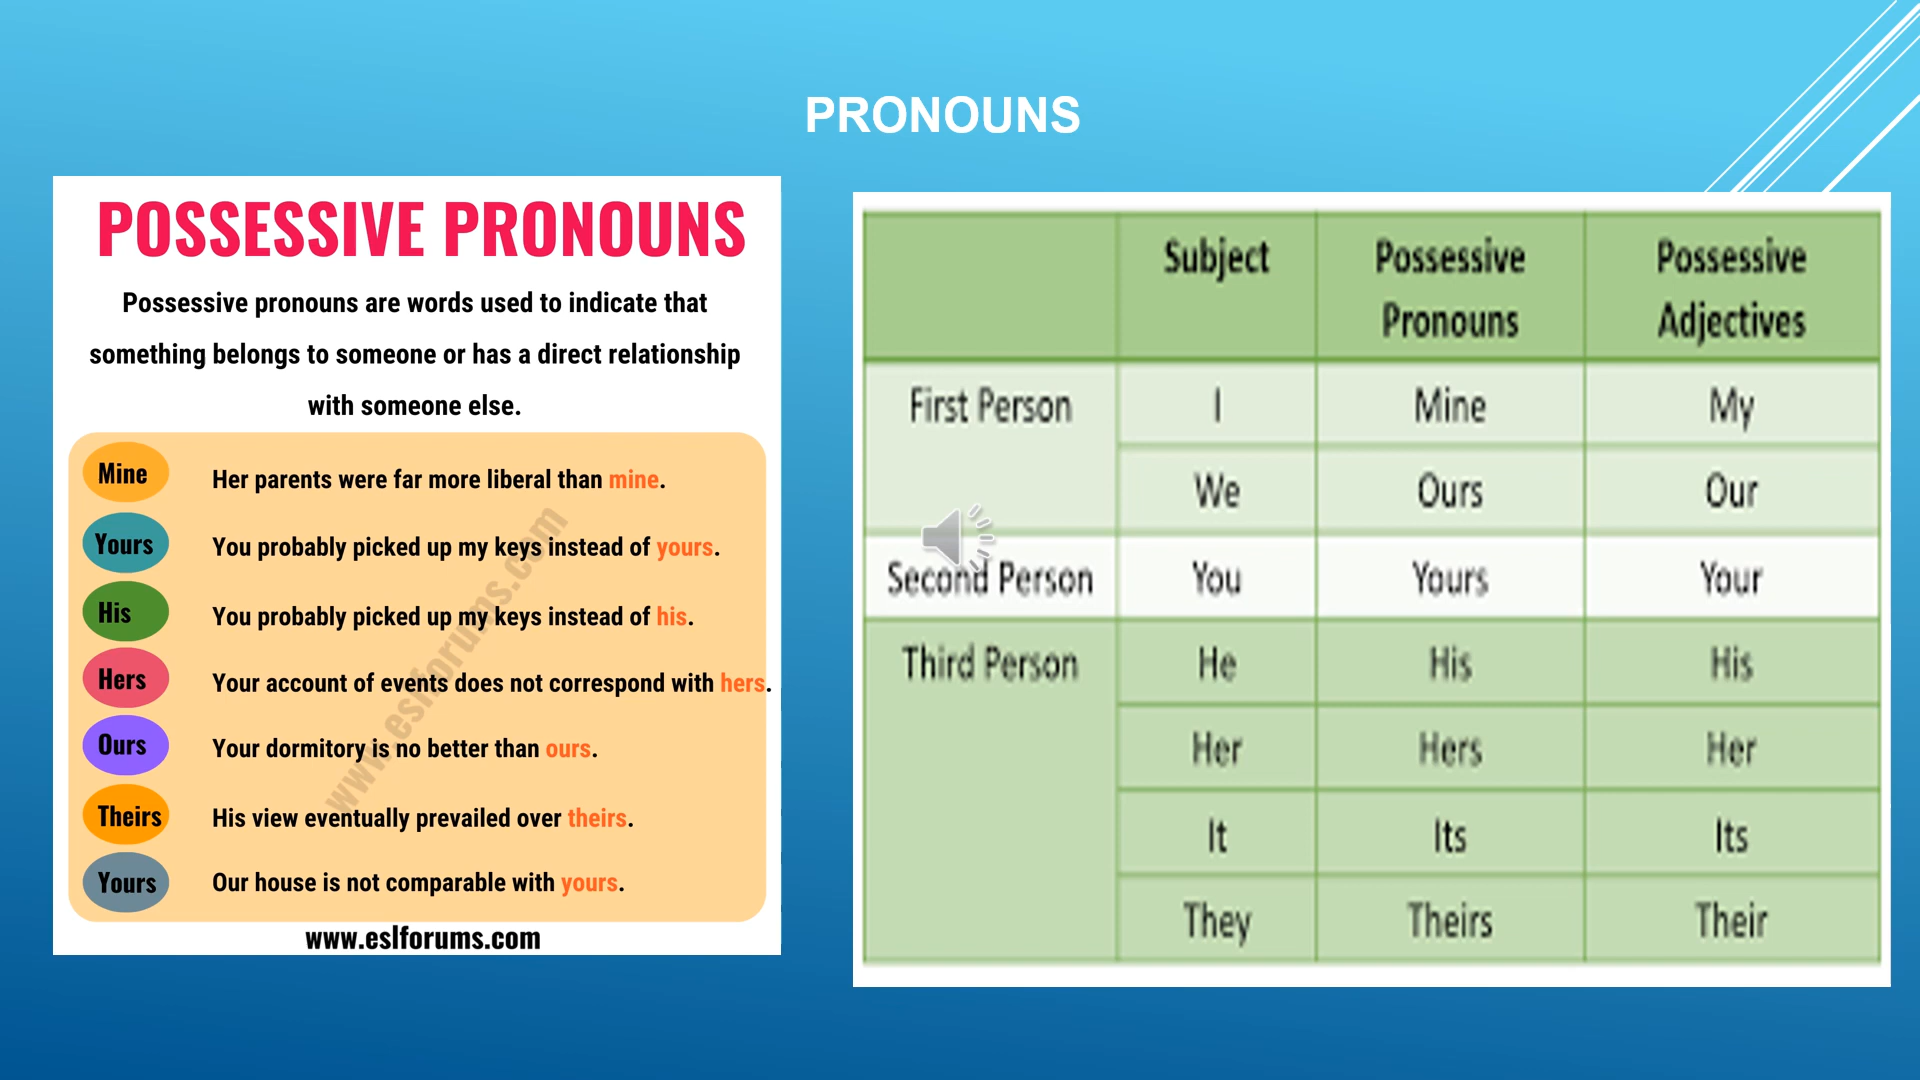 PRONOUNS
POSSESSIVE PRONOUNS
Possessive pronouns are words used to indicate that
something belongs to someone or has a direct relationship
with someone else.
Mine Her parents were far more liberal than mine.
Yours You probably picked up my keys instead of yours.
His You probably picked up my keys instead of his.
Hers Your account of events does not correspond with hers.
Ours Your dormitory is no better than ours.
Theirs His view eventually prevailed over theirs.
Yours Our house is not comparable with yours.
www.eslforums.com
www.eslforums.com
Subject Possessive Pronouns Possessive Adjectives
First Person I Mine My
We Ours Our
Second Person You Yours Your
Third Person He His His
Her Hers Her
It Its Its
They Theirs Their